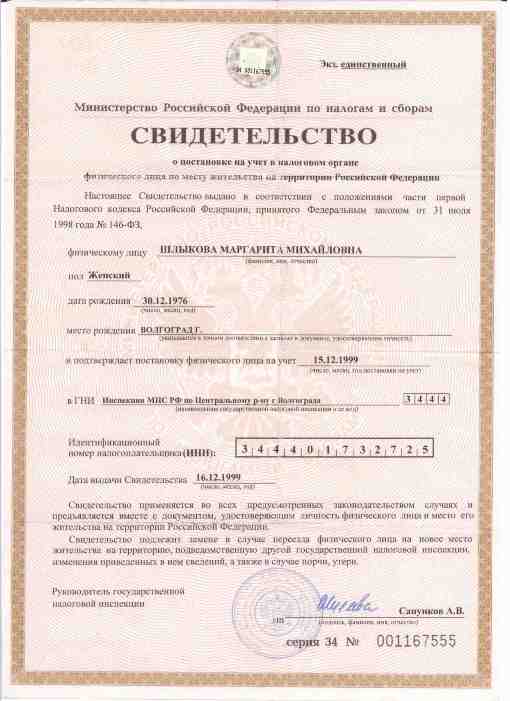 34 001167555
Экз. единственный
Министерство Российской Федерации по налогам и сборам
СВИДЕТЕЛЬСТВО
о постановке на учет в налоговом органе
физического лица по месту жительства на территории Российской Федерации
Настоящее Свидетельство выдано в соответствии с положениями части первой
Налогового кодекса Российской Федерации, принятого Федеральным законом от 31 июля
1998 года № 146-ФЗ,
физическому лицу ШЛЫКОВА МАРГАРИТА МИХАЙЛОВНА
(фамилия, имя, отчество)
пол Женский
дата рождения 30.12.1976
(число, месяц, год)
место рождения ВОЛГОГРАД Г.
(указывается в точном соответствии с записью в документе, удостоверяющем личность)
и подтверждает постановку физического лица на учет 15.12.1999
(число, месяц, год постановки на учет)
в ГНИ Инспекция МНС РФ по Центральному р-ну г Волгограда 3 4 4 4
(наименование государственной налоговой инспекции и ее код)
Идентификационный
номер налогоплательщика (ИНН): 3 4 4 4 0 1 7 3 2 7 2 5
Дата выдачи Свидетельства 16.12.1999
(число, месяц, год)
Свидетельство применяется во всех предусмотренных законодательством случаях и
предъявляется вместе с документом, удостоверяющим личность физического лица и место его
жительства на территории Российской Федерации.
Свидетельство подлежит замене в случае переезда физического лица на новое место
жительства на территорию, подведомственную другой государственной налоговой инспекции,
изменения приведенных в нем сведений, а также в случае порчи, утери.
Руководитель государственной
налоговой инспекции
Сапунков А.В.
МП
(подпись, фамилия, имя, отчество)
серия 34 № 001167555